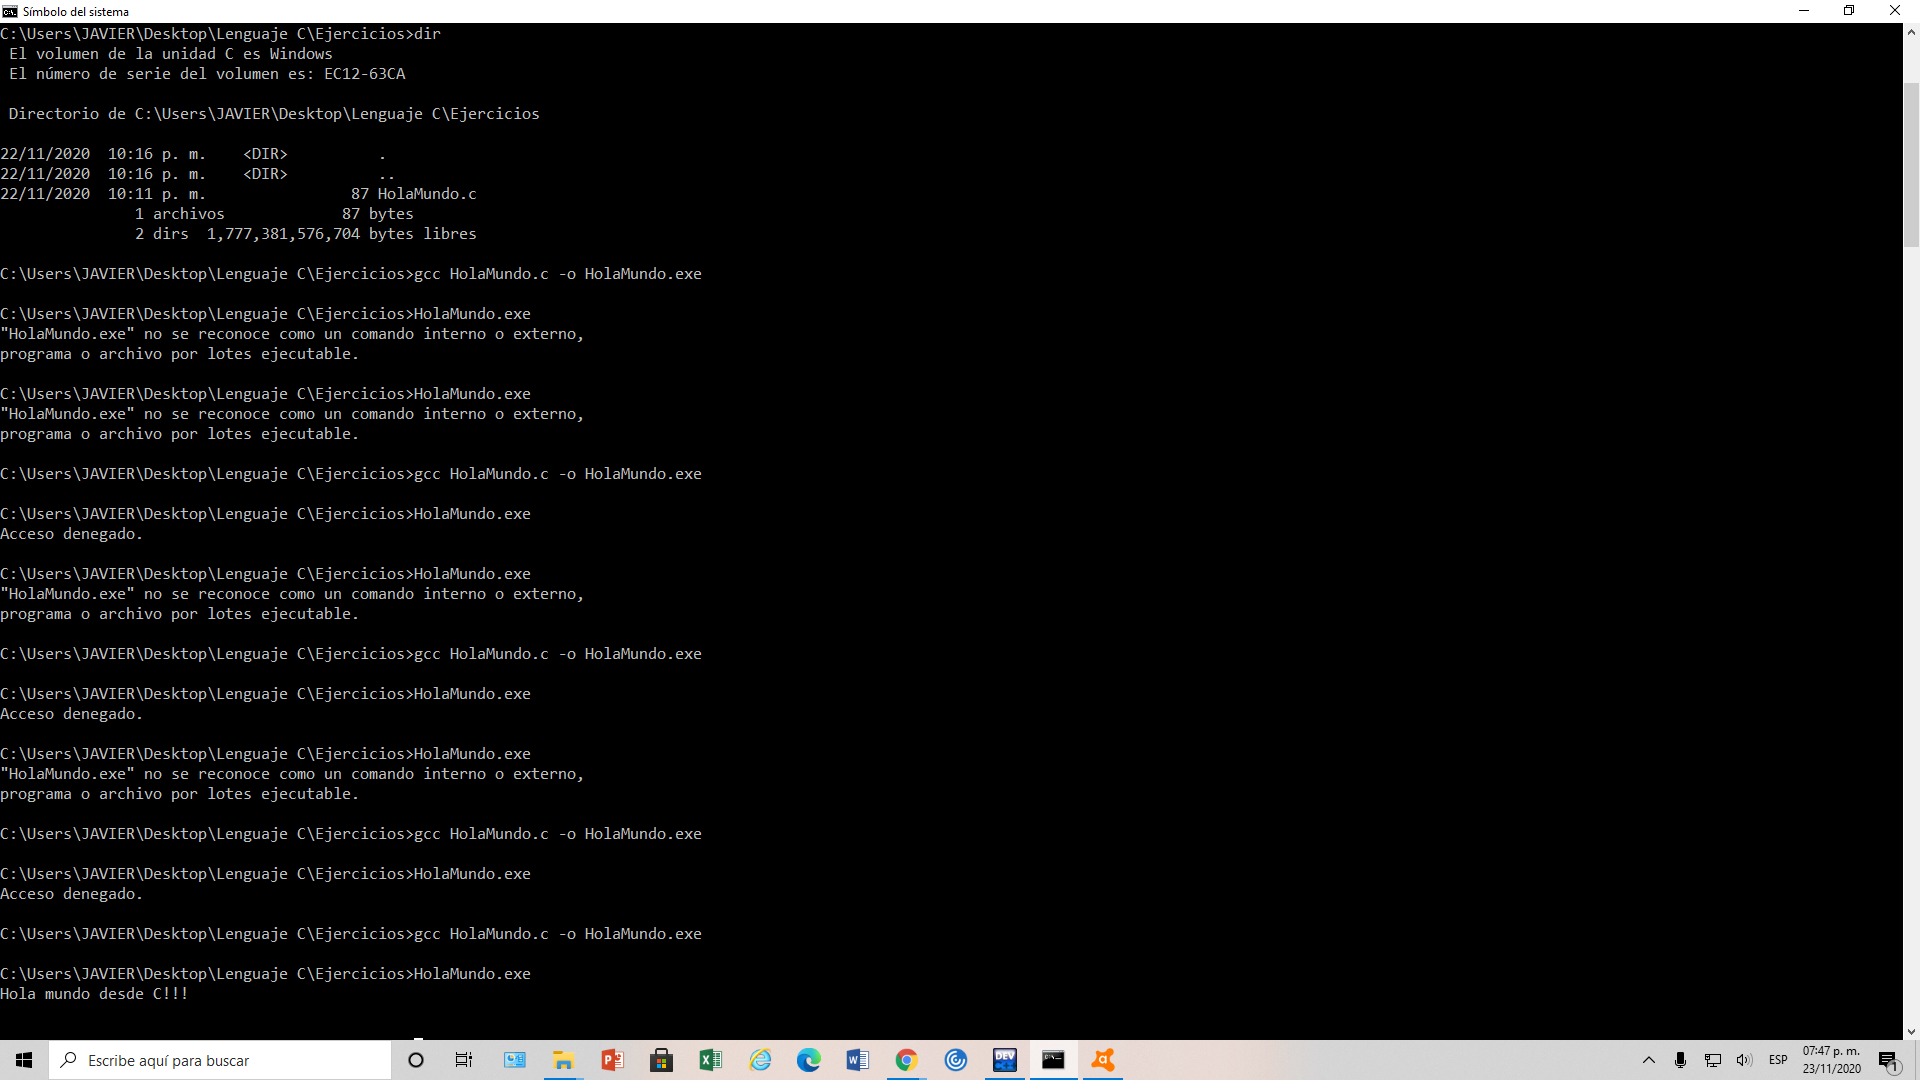 Símbolo del sistema
C:\Users\JAVIER\Desktop\Lenguaje C\Ejercicios>dir
El volumen de la unidad C es Windows
El número de serie del volumen es: EC12-63CA
Directorio de C:\Users\JAVIER\Desktop\Lenguaje C\Ejercicios
22/11/2020 10:16 p. m. <DIR> .
22/11/2020 10:16 p. m. <DIR> ..
22/11/2020 10:11 p. m. 87 HolaMundo.c
1 archivos 87 bytes
2 dirs 1,777,381,576,704 bytes libres
C:\Users\JAVIER\Desktop\Lenguaje C\Ejercicios>gcc HolaMundo.c -o HolaMundo.exe
C:\Users\JAVIER\Desktop\Lenguaje C\Ejercicios>HolaMundo.exe
"HolaMundo.exe" no se reconoce como un comando interno o externo,
programa o archivo por lotes ejecutable.
C:\Users\JAVIER\Desktop\Lenguaje C\Ejercicios>HolaMundo.exe
"HolaMundo.exe" no se reconoce como un comando interno o externo,
programa o archivo por lotes ejecutable.
C:\Users\JAVIER\Desktop\Lenguaje C\Ejercicios>gcc HolaMundo.c -o HolaMundo.exe
C:\Users\JAVIER\Desktop\Lenguaje C\Ejercicios>HolaMundo.exe
Acceso denegado.
C:\Users\JAVIER\Desktop\Lenguaje C\Ejercicios>HolaMundo.exe
"HolaMundo.exe" no se reconoce como un comando interno o externo,
programa o archivo por lotes ejecutable.
C:\Users\JAVIER\Desktop\Lenguaje C\Ejercicios>gcc HolaMundo.c -o HolaMundo.exe
C:\Users\JAVIER\Desktop\Lenguaje C\Ejercicios>HolaMundo.exe
Acceso denegado.
C:\Users\JAVIER\Desktop\Lenguaje C\Ejercicios>HolaMundo.exe
"HolaMundo.exe" no se reconoce como un comando interno o externo,
programa o archivo por lotes ejecutable.
C:\Users\JAVIER\Desktop\Lenguaje C\Ejercicios>gcc HolaMundo.c -o HolaMundo.exe
C:\Users\JAVIER\Desktop\Lenguaje C\Ejercicios>HolaMundo.exe
Acceso denegado.
C:\Users\JAVIER\Desktop\Lenguaje C\Ejercicios>gcc HolaMundo.c -o HolaMundo.exe
C:\Users\JAVIER\Desktop\Lenguaje C\Ejercicios>HolaMundo.exe
Hola mundo desde C!!!
Escribe aquí para buscar
DEV
ESP
07:47 p. m.
23/11/2020
1